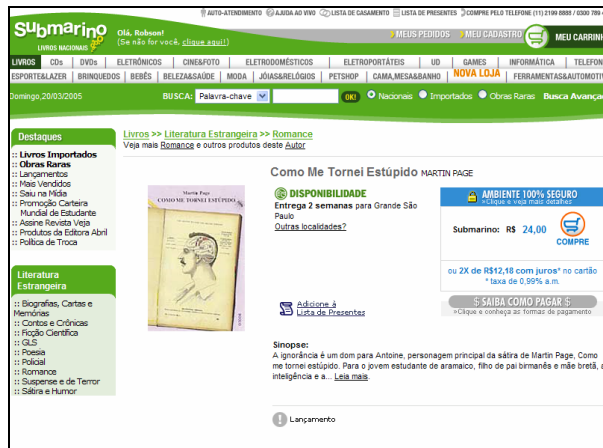 AUTO-ATENDIMENTO AJUDA AO VIVO LISTA DE CASAMENTO LISTA DE PRESENTES COMPRE PELO TELEFONE (11) 2199 8888 / 0300 789
Submarino
LIVROS NACIONAIS
Olá, Robson!
(Se não for você, clique aqui!)
MEUS PEDIDOS MEU CADASTRO MEU CARRINH
LIVROS CDs DVDs ELETRÔNICOS CINE&FOTO ELETRODOMÉSTICOS ELETROPORTÁTEIS UD GAMES INFORMÁTICA TELEFON
ESPORTE&LAZER BRINQUEDOS BEBÊS BELEZA&SAÚDE MODA JÓIAS&RELÓGIOS PETSHOP CAMA,MESA&BANHO NOVA LOJA FERRAMENTAS&AUTOMOTIV
Domingo,20/03/2005 BUSCA: Palavra-chave OK! Nacionais Importados Obras Raras Busca Avança
Destaques
:: Livros Importados
:: Obras Raras
:: Lançamentos
:: Mais Vendidos
:: Saiu na Mídia
:: Promoção Carteira
Mundial de Estudante
:: Assine Revista Veja
:: Produtos da Editora Abril
:: Política de Troca
Literatura
Estrangeira
:: Biografias, Cartas e
Memórias
:: Contos e Crônicas
:: Ficção Científica
:: GLS
:: Poesia
:: Policial
:: Romance
:: Suspense e de Terror
:: Sátira e Humor
Livros >> Literatura Estrangeira >> Romance
Veja mais Romance e outros produtos deste Autor
Martin Page
COMO ME TORNEI ESTÚPIDO
Como Me Tornei Estúpido MARTIN PAGE
DISPONIBILIDADE
Entrega 2 semanas para Grande São
Paulo
Outras localidades?
Adicione à
Lista de Presentes
AMBIENTE 100% SEGURO
»Clique e veja mais detalhes
Submarino: R$ 24,00
COMPRE
ou 2X de R$12,18 com juros* no cartão
* taxa de 0,99% a.m.
$ SAIBA COMO PAGAR $
»Clique e conheça as formas de pagamento
Sinopse:
A ignorância é um dom para Antoine, personagem principal da sátira de Martin Page, Como
me tornei estúpido. Para o jovem estudante de aramaico, filho de pai birmanês e mãe bretã, a
inteligência e a... Leia mais.
Lançamento